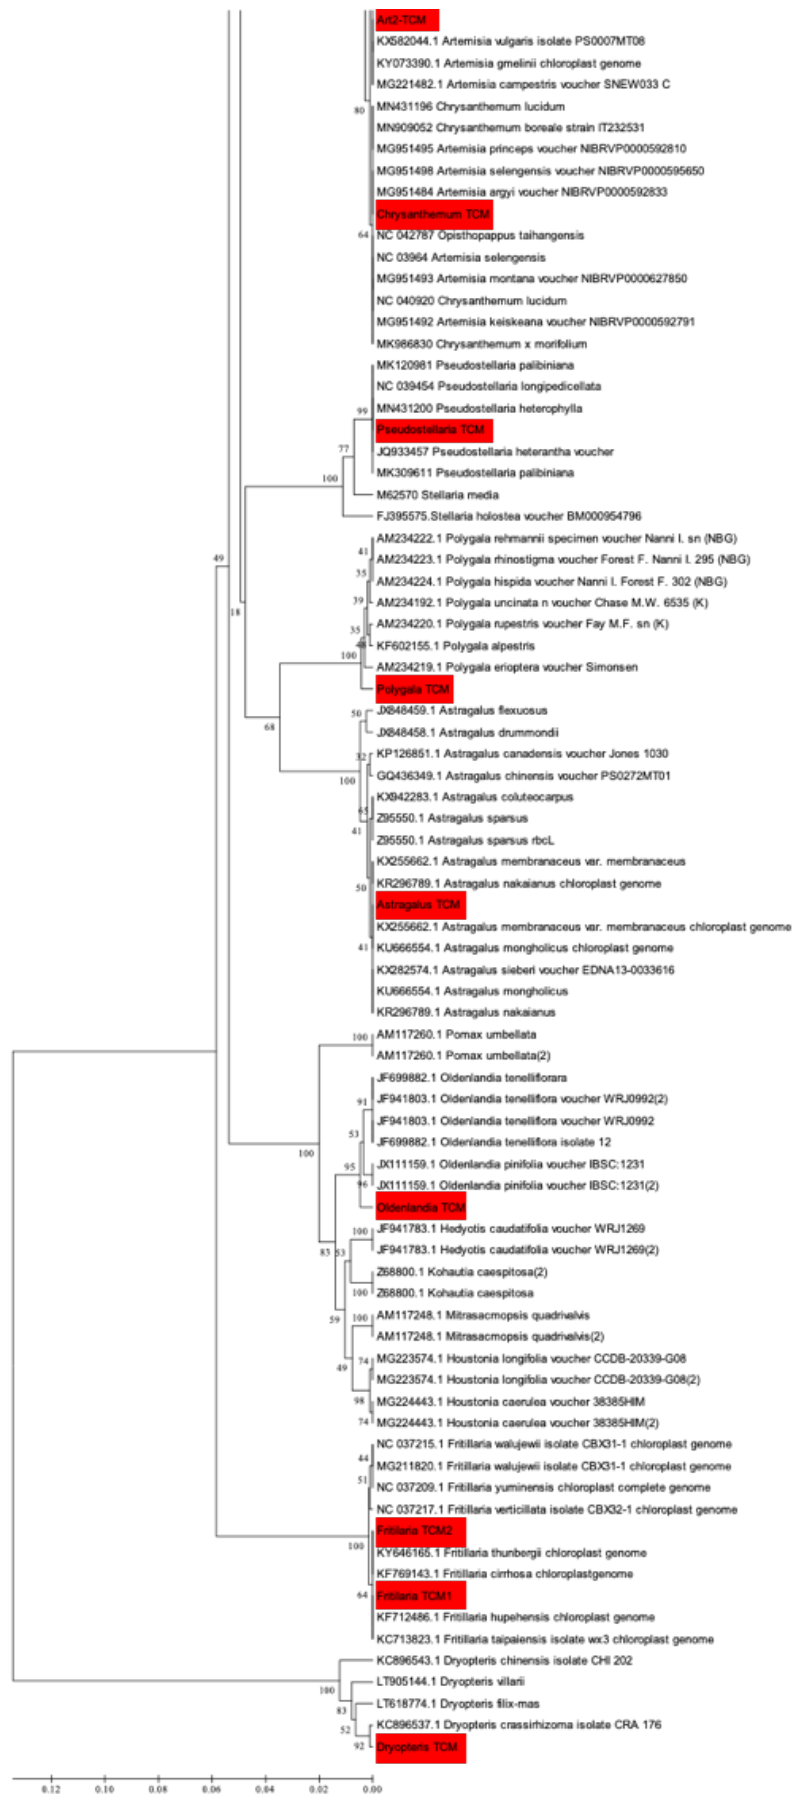 Art2-TCM
KX582044.1 Artemisia vulgaris isolate PS0007MT08
KY073390.1 Artemisia gmelinii chloroplast genome
MG221482.1 Artemisia campestris voucher SNEW033 C
80
MN431196 Chrysanthemum lucidum
MN909052 Chrysanthemum boreale strain IT232531
MG951495 Artemisia princeps voucher NIBRVP0000592810
MG951498 Artemisia selengensis voucher NIBRVP0000595650
MG951484 Artemisia argyi voucher NIBRVP0000592833
Chrysanthemum TCM
64
NC 042787 Opisthopappus taihangensis
NC 03964 Artemisia selengensis
MG951493 Artemisia montana voucher NIBRVP0000627850
NC 040920 Chrysanthemum lucidum
MG951492 Artemisia keiskeana voucher NIBRVP0000592791
MK986830 Chrysanthemum x morifolium
MK120981 Pseudostellaria palibiniana
NC 039454 Pseudostellaria longipedicellata
99
MN431200 Pseudostellaria heterophylla
Pseudostellaria TCM
77
JQ933457 Pseudostellaria heterantha voucher
MK309611 Pseudostellaria palibiniana
100
M62570 Stellaria media
FJ395575.Stellaria holostea voucher BM000954796
AM234222.1 Polygala rehmannii specimen voucher Nanni I. sn (NBG)
49
41
AM234223.1 Polygala rhinostigma voucher Forest F. Nanni I. 295 (NBG)
35
AM234224.1 Polygala hispida voucher Nanni I. Forest F. 302 (NBG)
39
AM234192.1 Polygala uncinata n voucher Chase M.W. 6535 (K)
18
AM234220.1 Polygala rupestris voucher Fay M.F. sn (K)
35
KF602155.1 Polygala alpestris
100
AM234219.1 Polygala erioptera voucher Simonsen
Polygala TCM
50
JX848459.1 Astragalus flexuosus
68
JX848458.1 Astragalus drummondii
32
KP126851.1 Astragalus canadensis voucher Jones 1030
100
GQ436349.1 Astragalus chinensis voucher PS0272MT01
KX942283.1 Astragalus coluteocarpus
65
Z95550.1 Astragalus sparsus
41
Z95550.1 Astragalus sparsus rbcL
KX255662.1 Astragalus membranaceus var. membranaceus
50
KR296789.1 Astragalus nakaianus chloroplast genome
Astragalus TCM
KX255662.1 Astragalus membranaceus var. membranaceus chloroplast genome
41
KU666554.1 Astragalus mongholicus chloroplast genome
KX282574.1 Astragalus sieberi voucher EDNA13-0033616
KU666554.1 Astragalus mongholicus
KR296789.1 Astragalus nakaianus
100
AM117260.1 Pomax umbellata
AM117260.1 Pomax umbellata(2)
JF699882.1 Oldenlandia tenelliflorara
91
JF941803.1 Oldenlandia tenelliflora voucher WRJ0992(2)
JF941803.1 Oldenlandia tenelliflora voucher WRJ0992
53
JF699882.1 Oldenlandia tenelliflora isolate 12
100
95
JX111159.1 Oldenlandia pinifolia voucher IBSC:1231
96
JX111159.1 Oldenlandia pinifolia voucher IBSC:1231(2)
Oldenlandia TCM
100
JF941783.1 Hedyotis caudatifolia voucher WRJ1269
83
53
JF941783.1 Hedyotis caudatifolia voucher WRJ1269(2)
Z68800.1 Kohautia caespitosa(2)
100
Z68800.1 Kohautia caespitosa
59
100
AM117248.1 Mitrasacmopsis quadrivalvis
AM117248.1 Mitrasacmopsis quadrivalvis(2)
49
74
MG223574.1 Houstonia longifolia voucher CCDB-20339-G08
MG223574.1 Houstonia longifolia voucher CCDB-20339-G08(2)
98
MG224443.1 Houstonia caerulea voucher 38385HIM
74
MG224443.1 Houstonia caerulea voucher 38385HIM(2)
NC 037215.1 Fritillaria walujewii isolate CBX31-1 chloroplast genome
44
MG211820.1 Fritillaria walujewii isolate CBX31-1 chloroplast genome
51
NC 037209.1 Fritillaria yuminensis chloroplast complete genome
NC 037217.1 Fritillaria verticillata isolate CBX32-1 chloroplast genome
Fritilaria TCM2
100
KY646165.1 Fritillaria thunbergii chloroplast genome
KF769143.1 Fritillaria cirrhosa chloroplastgenome
64
Fritilaria TCM1
KF712486.1 Fritillaria hupehensis chloroplast genome
KC713823.1 Fritillaria taipaiensis isolate wx3 chloroplast genome
KC896543.1 Dryopteris chinensis isolate CHI 202
100
LT905144.1 Dryopteris villarii
83
LT618774.1 Dryopteris filix-mas
52
KC896537.1 Dryopteris crassirhizoma isolate CRA 176
92
Dryopteris TCM
0.12 0.10 0.08 0.06 0.04 0.02 0.00